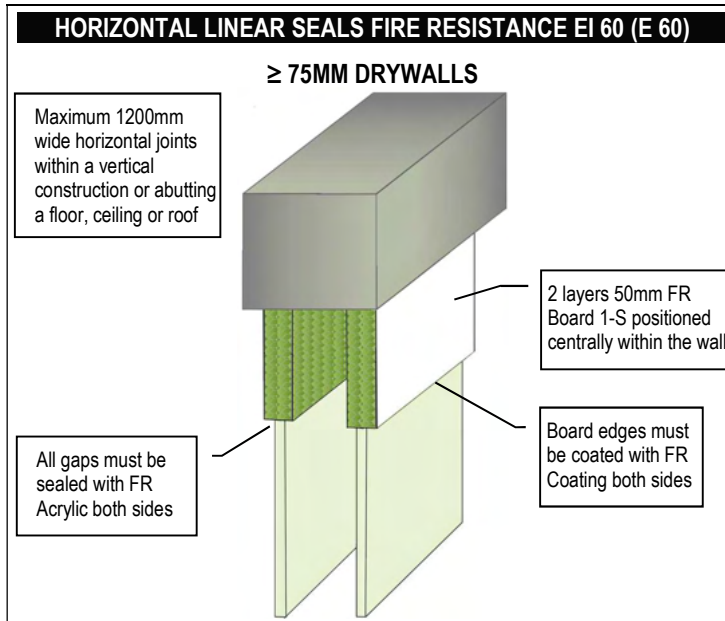 HORIZONTAL LINEAR SEALS FIRE RESISTANCE EI 60 (E 60)
≥ 75MM DRYWALLS
Maximum 1200mm
wide horizontal joints
within a vertical
construction or abutting
a floor, ceiling or roof
2 layers 50mm FR
Board 1-S positioned
centrally within the wall
All gaps must be
sealed with FR
Acrylic both sides
Board edges must
be coated with FR
Coating both sides